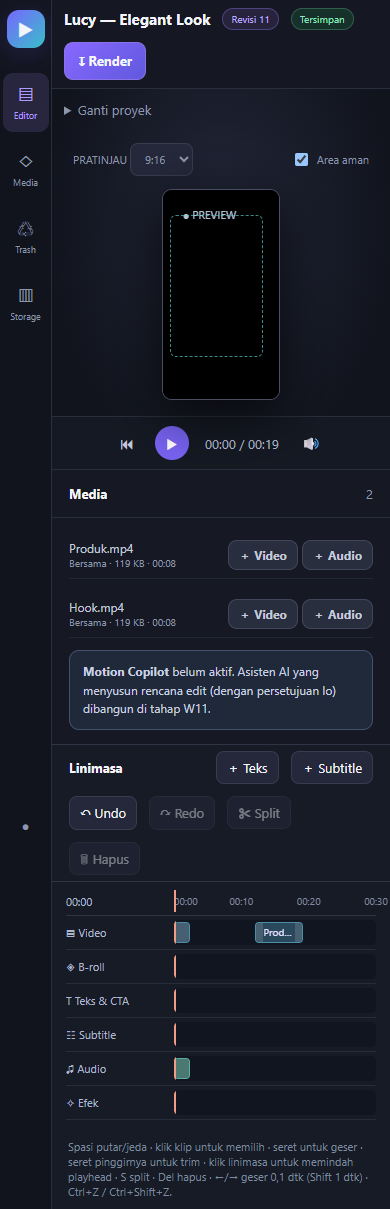 Lucy — Elegant Look
Revisi 11
Tersimpan
↧ Render
Editor
Media
Trash
Storage
▶ Ganti proyek
PRATINJAU
9:16
Area aman
● PREVIEW
00:00 / 00:19
Media
2
Produk.mp4
Bersama · 119 KB · 00:08
+ Video
+ Audio
Hook.mp4
Bersama · 119 KB · 00:08
+ Video
+ Audio
Motion Copilot belum aktif. Asisten AI yang
menyusun rencana edit (dengan persetujuan lo)
dibangun di tahap W11.
Linimasa
+ Teks
+ Subtitle
↶ Undo
↷ Redo
✂ Split
Hapus
00:00
00:00
00:10
00:20
00:30
▤ Video
Prod...
◈ B-roll
T Teks & CTA
☷ Subtitle
♫ Audio
✧ Efek
Spasi putar/jeda · klik klip untuk memilih · seret untuk geser ·
seret pinggirnya untuk trim · klik linimasa untuk memindah
playhead · S split · Del hapus · ←/→ geser 0,1 dtk (Shift 1 dtk) ·
Ctrl+Z / Ctrl+Shift+Z.